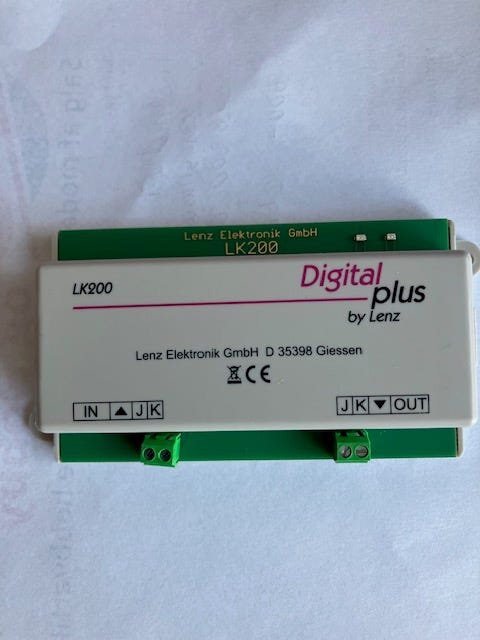 Lenz Elektronik GmbH
LK200
LK200
Digital
plus
by Lenz
Lenz Elektronik GmbH D 35398 Giessen
CE
IN ▲ J K
J K ▼ OUT